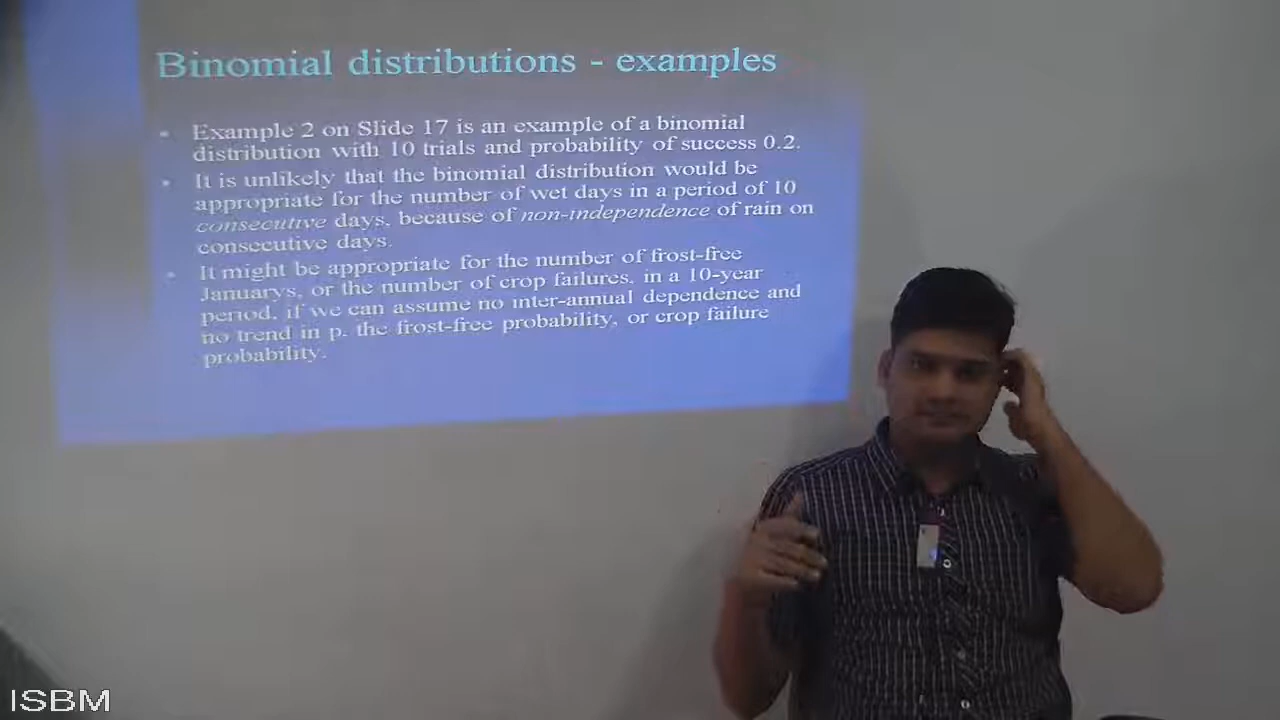 Binomial distributions - examples
• Example 2 on Slide 17 is an example of a binomial
distribution with 10 trials and probability of success 0.2.
• It is unlikely that the binomial distribution would be
appropriate for the number of wet days in a period of 10
consecutive days, because of non-independence of rain on
consecutive days.
• It might be appropriate for the number of frost-free
Januarys, or the number of crop failures, in a 10-year
period, if we can assume no inter-annual dependence and
no trend in p, the frost-free probability, or crop failure
probability.
ISBM